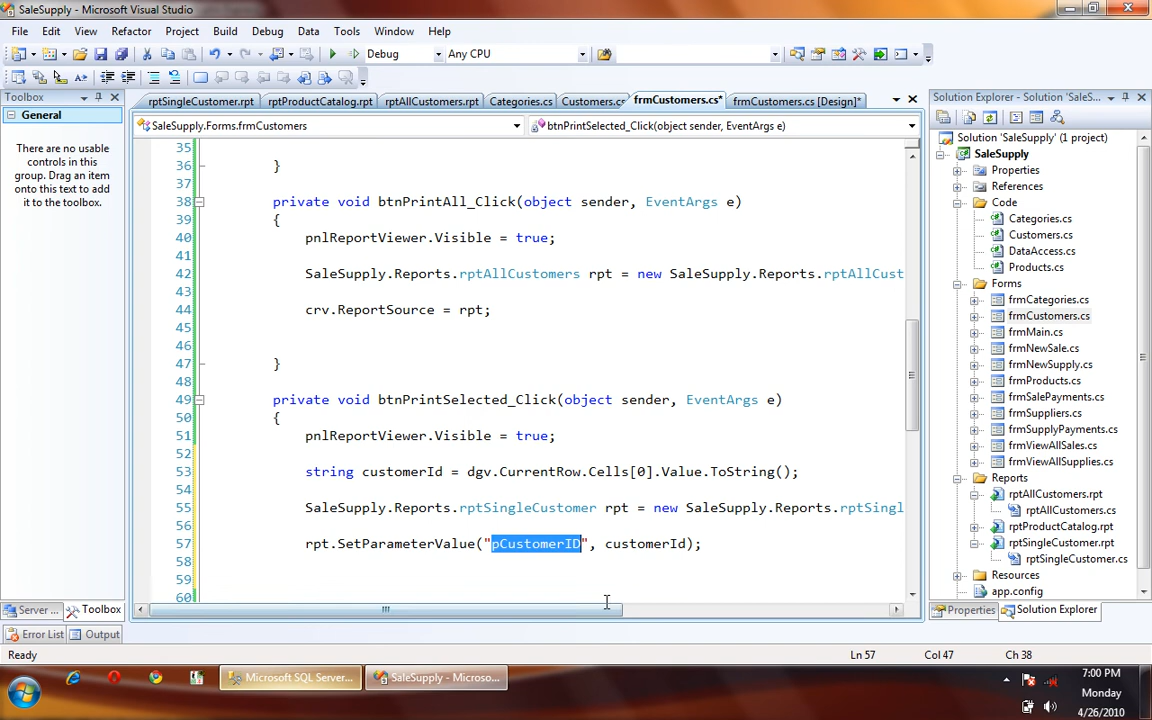 SaleSupply - Microsoft Visual Studio
File Edit View Refactor Project Build Debug Data Tools Window Help
Debug Any CPU
Toolbox
General
There are no usable
controls in this
group. Drag an item
onto this text to add
it to the toolbox.
Server ... Toolbox
Error List Output
rptSingleCustomer.rpt rptProductCatalog.rpt rptAllCustomers.rpt Categories.cs Customers.cs frmCustomers.cs* frmCustomers.cs [Design]*
SaleSupply.Forms.frmCustomers btnPrintSelected_Click(object sender, EventArgs e)
35
36 }
37
38 private void btnPrintAll_Click(object sender, EventArgs e)
39 {
40 pnlReportViewer.Visible = true;
41
42 SaleSupply.Reports.rptAllCustomers rpt = new SaleSupply.Reports.rptAllCust
43
44 crv.ReportSource = rpt;
45
46
47 }
48
49 private void btnPrintSelected_Click(object sender, EventArgs e)
50 {
51 pnlReportViewer.Visible = true;
52
53 string customerId = dgv.CurrentRow.Cells[0].Value.ToString();
54
55 SaleSupply.Reports.rptSingleCustomer rpt = new SaleSupply.Reports.rptSingl
56
57 rpt.SetParameterValue("pCustomerID", customerId);
58
59
60
Solution Explorer - Solution 'SaleS...
Solution 'SaleSupply' (1 project)
SaleSupply
Properties
References
Code
Categories.cs
Customers.cs
DataAccess.cs
Products.cs
Forms
frmCategories.cs
frmCustomers.cs
frmMain.cs
frmNewSale.cs
frmNewSupply.cs
frmProducts.cs
frmSalePayments.cs
frmSuppliers.cs
frmSupplyPayments.cs
frmViewAllSales.cs
frmViewAllSupplies.cs
Reports
rptAllCustomers.rpt
rptAllCustomers.cs
rptProductCatalog.rpt
rptSingleCustomer.rpt
rptSingleCustomer.cs
Resources
app.config
Properties Solution Explorer
Ready Ln 57 Col 47 Ch 38
Microsoft SQL Server... SaleSupply - Microso...
7:00 PM
Monday
4/26/2010